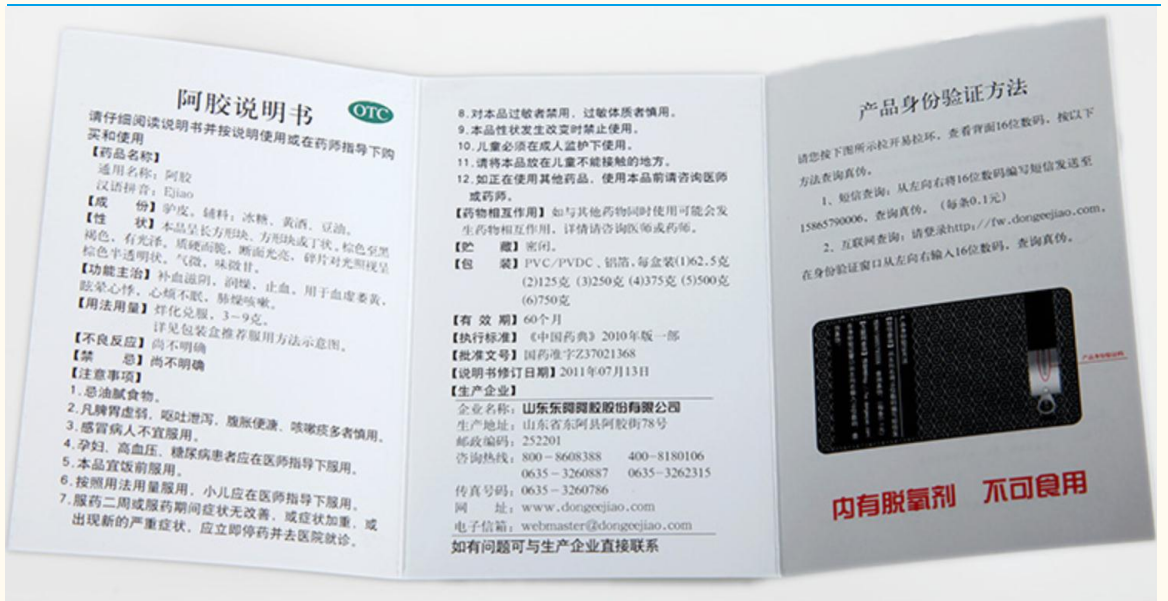 阿胶说明书
OTC
请仔细阅读说明书并按说明使用或在药师指导下购
买和使用
【药品名称】
通用名称：阿胶
汉语拼音：Ejiao
【成　份】驴皮。辅料：冰糖、黄酒、豆油。
【性　状】本品呈长方形块、方形块或丁状。棕色至黑
褐色，有光泽。质硬而脆，断面光亮，碎片对光照视呈
棕色半透明状。气微，味微甘。
【功能主治】补血滋阴，润燥，止血。用于血虚萎黄，
眩晕心悸，心烦不眠，肺燥咳嗽。
【用法用量】烊化兑服，3－9克。
详见包装盒推荐服用方法示意图。
【不良反应】尚不明确
【禁　忌】尚不明确
【注意事项】
1.忌油腻食物。
2.凡脾胃虚弱，呕吐泄泻，腹胀便溏、咳嗽痰多者慎用。
3.感冒病人不宜服用。
4.孕妇、高血压、糖尿病患者应在医师指导下服用。
5.本品宜饭前服用。
6.按照用法用量服用，小儿应在医师指导下服用。
7.服药二周或服药期间症状无改善，或症状加重，或
出现新的严重症状，应立即停药并去医院就诊。
8.对本品过敏者禁用，过敏体质者慎用。
9.本品性状发生改变时禁止使用。
10.儿童必须在成人监护下使用。
11.请将本品放在儿童不能接触的地方。
12.如正在使用其他药品，使用本品前请咨询医师
或药师。
【药物相互作用】如与其他药物同时使用可能会发
生药物相互作用，详情请咨询医师或药师。
【贮　藏】密闭。
【包　装】PVC/PVDC、铝箔，每盒装(1)62.5克
(2)125克 (3)250克 (4)375克 (5)500克
(6)750克
【有 效 期】60个月
【执行标准】《中国药典》2010年版一部
【批准文号】国药准字Z37021368
【说明书修订日期】2011年07月13日
【生产企业】
企业名称：山东东阿阿胶股份有限公司
生产地址：山东省东阿县阿胶街78号
邮政编码：252201
咨询热线：800－8608388　400-8180106
0635－3260887　0635-3262315
传真号码：0635－3260786
网　址：www.dongeejiao.com
电子信箱：webmaster@dongeejiao.com
如有问题可与生产企业直接联系
产品身份验证方法
请您按下图所示拉开易拉环，查看背面16位数码，按以下
方法查询真伪。
1、短信查询：从左向右将16位数码编写短信发送至
15865790006，查询真伪。（每条0.1元）
2、互联网查询：请登录http://fw.dongeejiao.com，
在身份验证窗口从左向右输入16位数码，查询真伪。
内有脱氧剂　不可食用